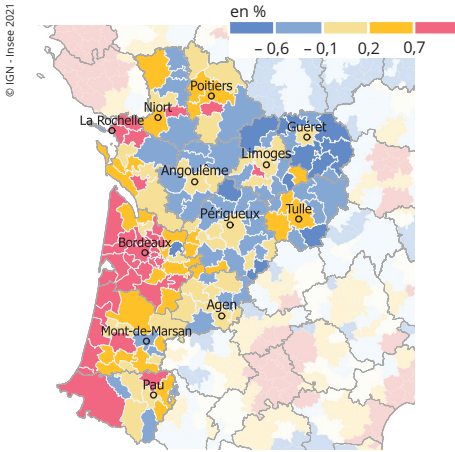 en %
– 0,6 – 0,1 0,2 0,7
© IGN - Insee 2021
Poitiers
Niort
La Rochelle
Guéret
Limoges
Angoulême
Périgueux
Tulle
Bordeaux
Agen
Mont-de-Marsan
Pau